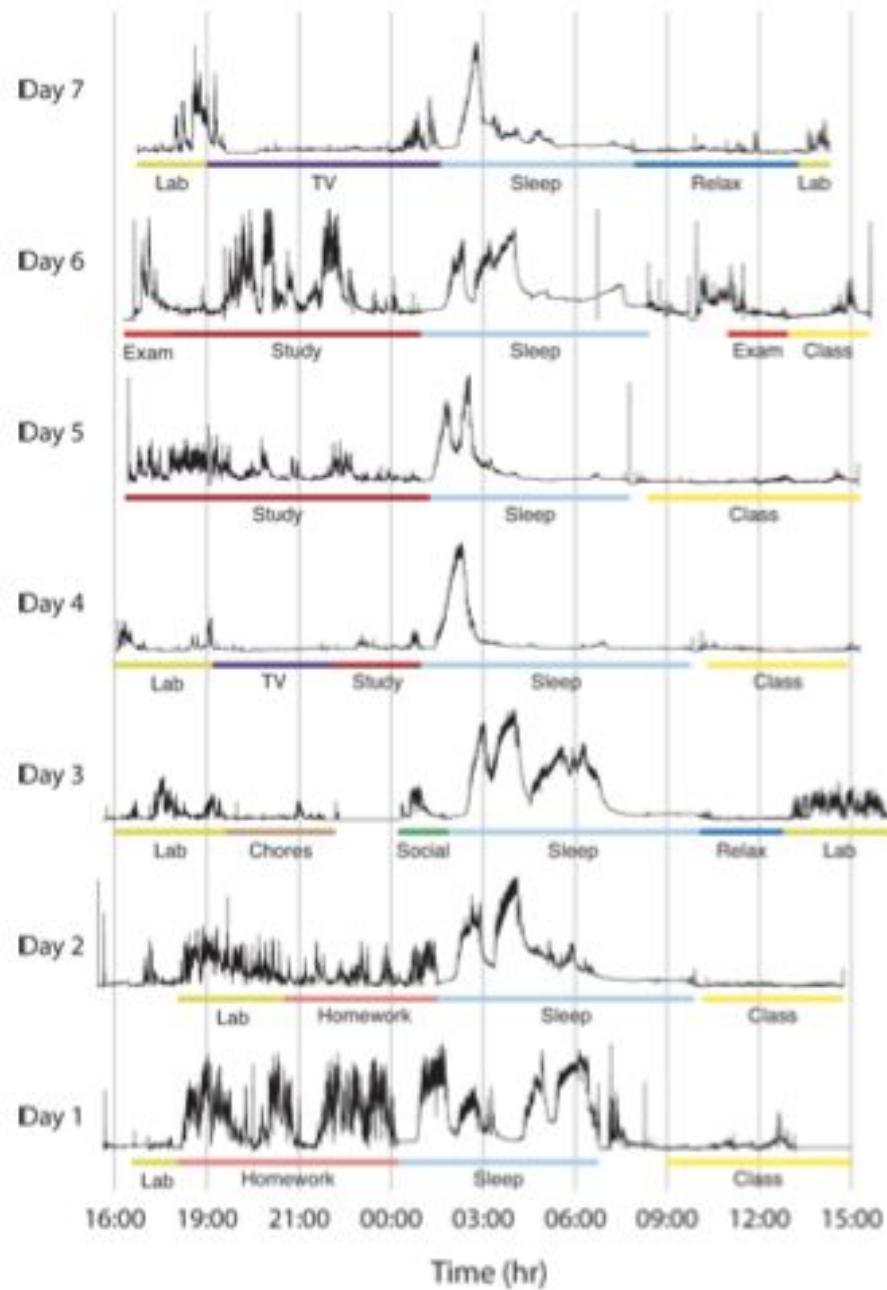 Day 7
Lab TV Sleep Relax Lab
Day 6
Exam Study Sleep Exam Class
Day 5
Study Sleep Class
Day 4
Lab TV Study Sleep Class
Day 3
Lab Chores Social Sleep Relax Lab
Day 2
Lab Homework Sleep Class
Day 1
Lab Homework Sleep Class
16:00 19:00 21:00 00:00 03:00 06:00 09:00 12:00 15:00
Time (hr)